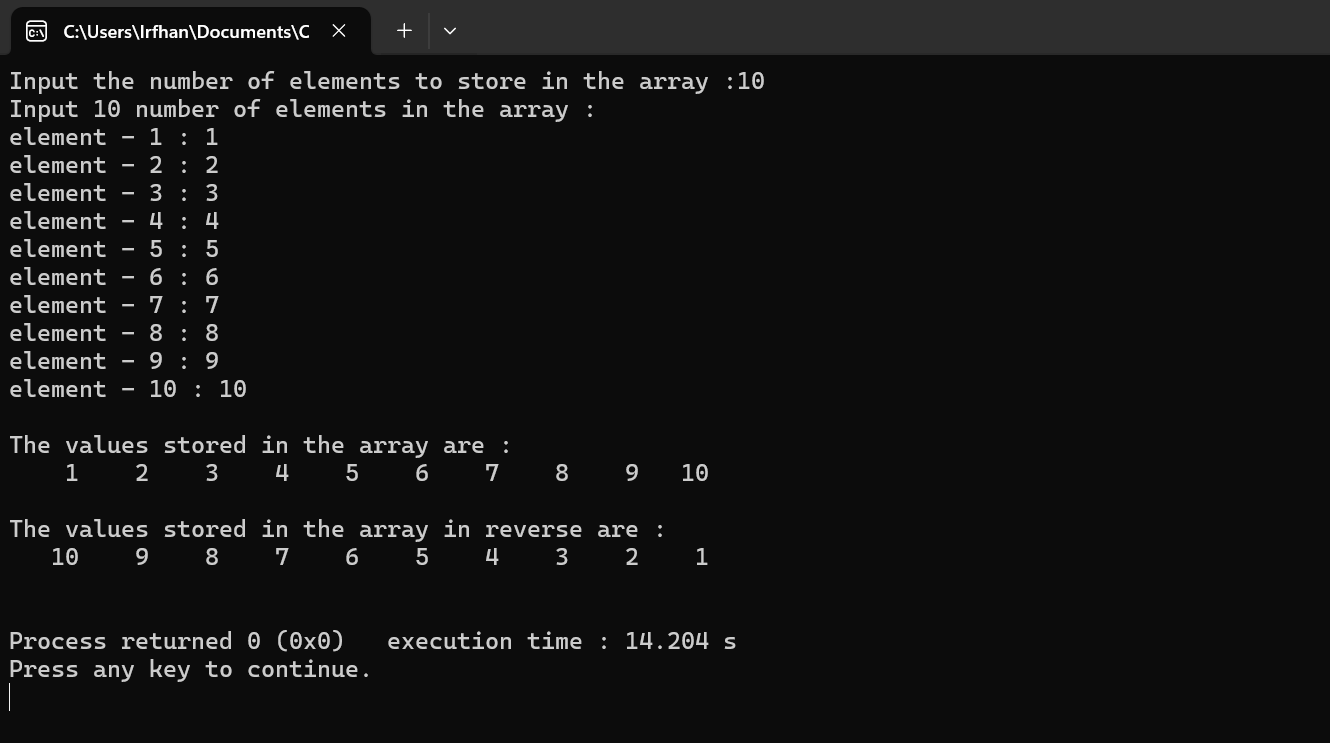 C:\Users\Irfhan\Documents\C
Input the number of elements to store in the array :10
Input 10 number of elements in the array :
element - 1 : 1
element - 2 : 2
element - 3 : 3
element - 4 : 4
element - 5 : 5
element - 6 : 6
element - 7 : 7
element - 8 : 8
element - 9 : 9
element - 10 : 10
The values stored in the array are :
    1    2    3    4    5    6    7    8    9   10
The values stored in the array in reverse are :
   10    9    8    7    6    5    4    3    2    1
Process returned 0 (0x0)   execution time : 14.204 s
Press any key to continue.